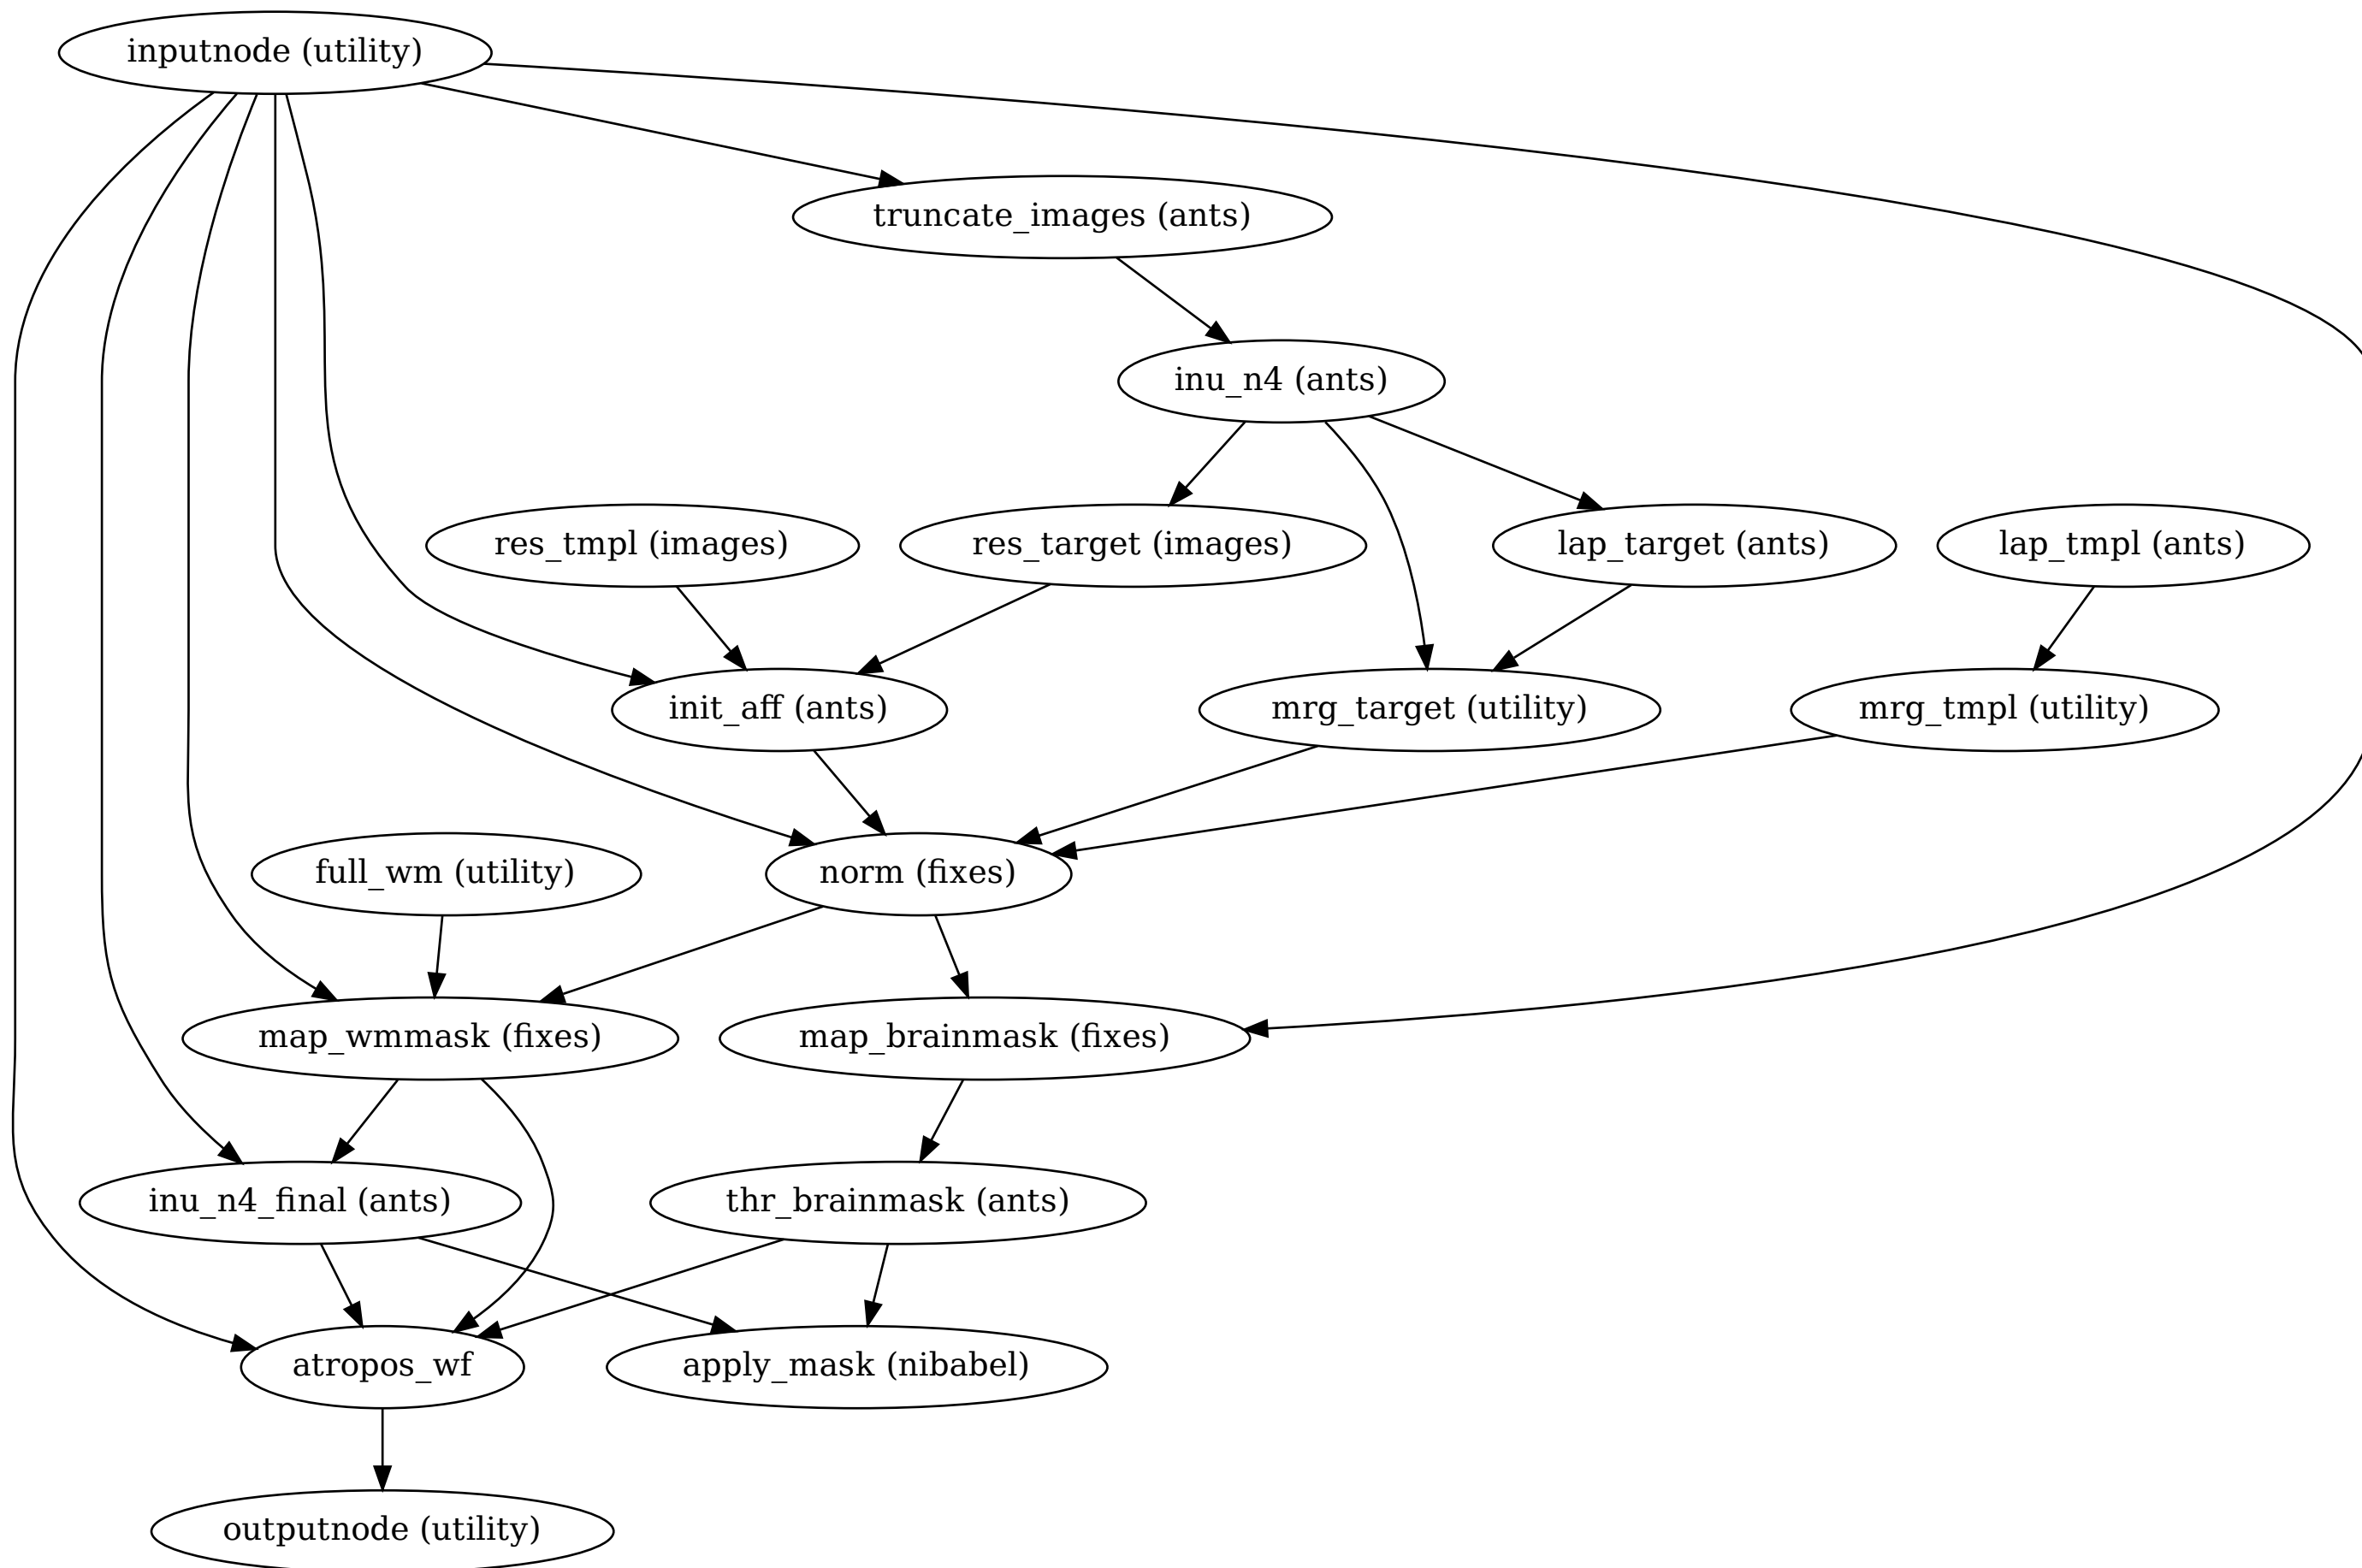 inputnode (utility)
truncate_images (ants)
inu_n4 (ants)
res_tmpl (images)
res_target (images)
lap_target (ants)
lap_tmpl (ants)
init_aff (ants)
mrg_target (utility)
mrg_tmpl (utility)
full_wm (utility)
norm (fixes)
map_wmmask (fixes)
map_brainmask (fixes)
inu_n4_final (ants)
thr_brainmask (ants)
atropos_wf
apply_mask (nibabel)
outputnode (utility)